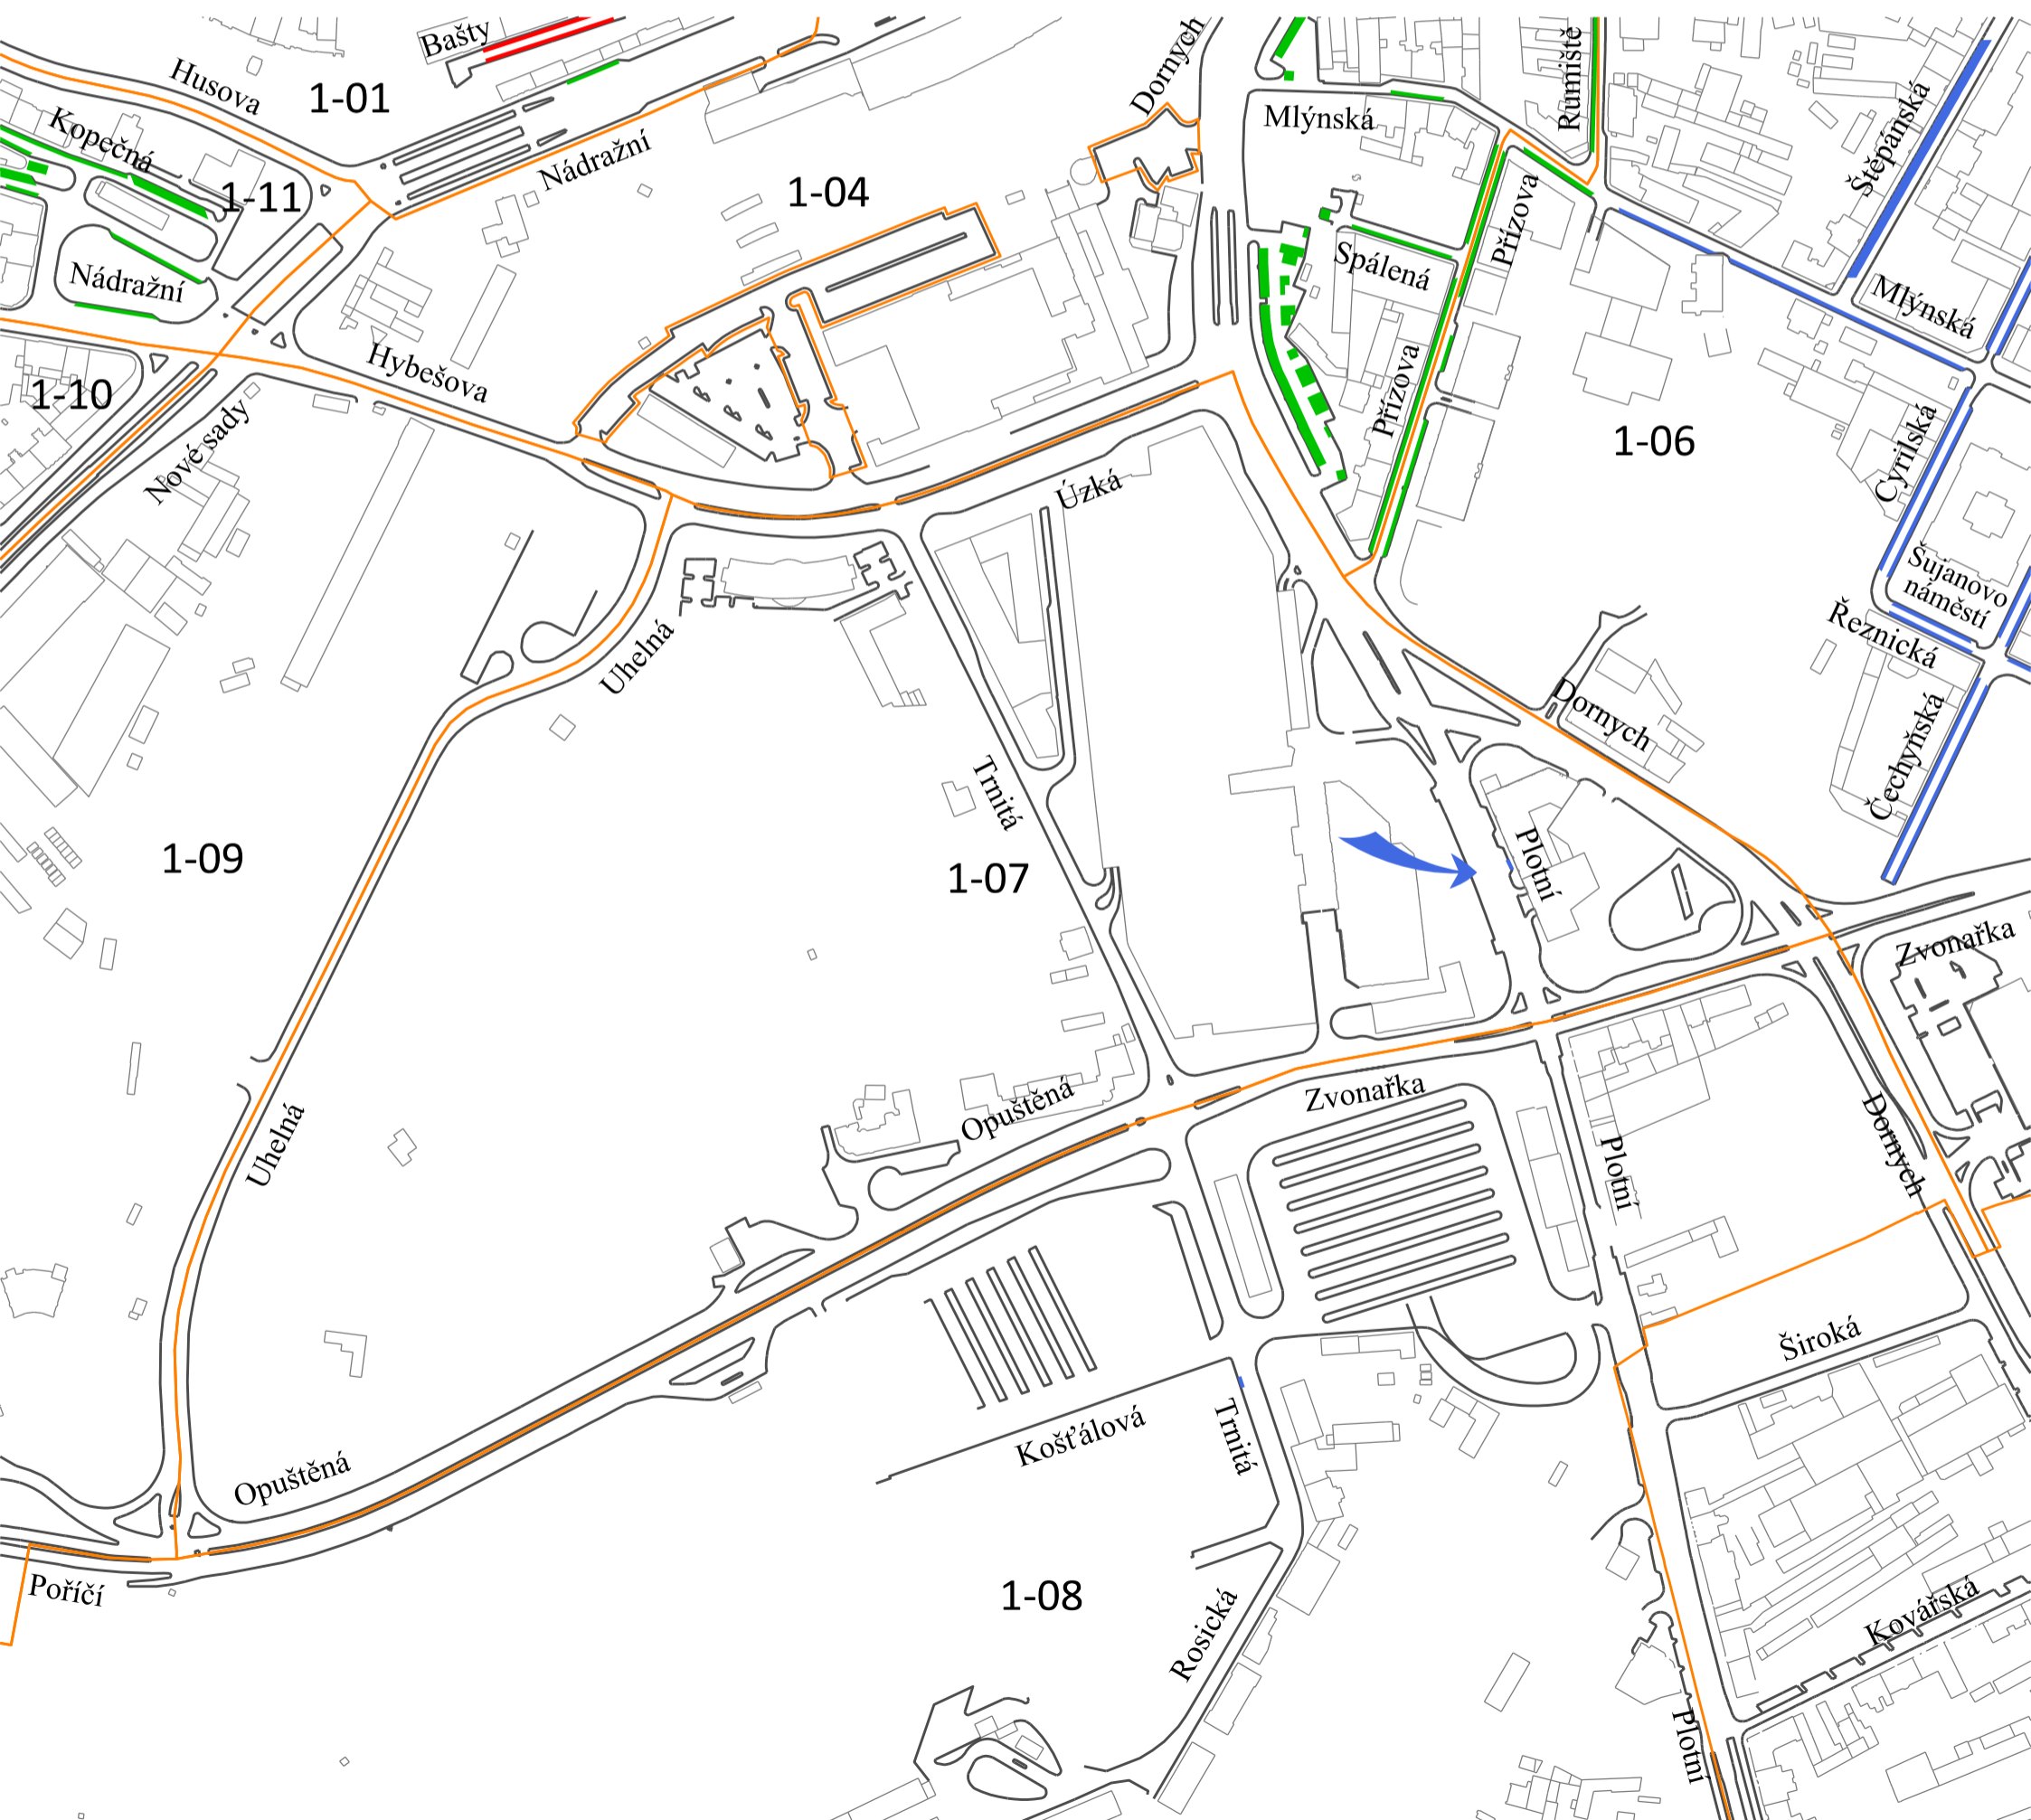 Bašty
Dornych
Rumiště
Husova
1-01
Štěpánská
Kopečná
Mlýnská
Nádražní
1-11
1-04
Přízova
Spálená
Nádražní
Mlýnská
Hybešova
1-10
Přízova
1-06
Nové sady
Cyrilská
Úzká
Šujanovo
náměstí
Řeznická
Uhelná
Dornych
Čechyňská
Trnitá
1-09
1-07
Plotní
Zvonařka
Zvonařka
Opuštěná
Uhelná
Dornych
Plotní
Široká
Košťálová
Trnitá
Opuštěná
Poříčí
1-08
Kovářská
Rosická
Plotní